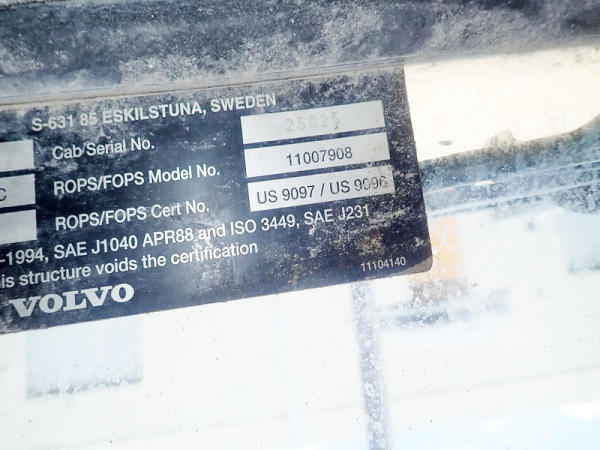 S-631 85 ESKILSTUNA, SWEDEN
Cab/Serial No. 25025
C ROPS/FOPS Model No. 11007908
ROPS/FOPS Cert No. US 9097 / US 9096
-1994, SAE J1040 APR88 and ISO 3449, SAE J231
is structure voids the certification
VOLVO 11104140